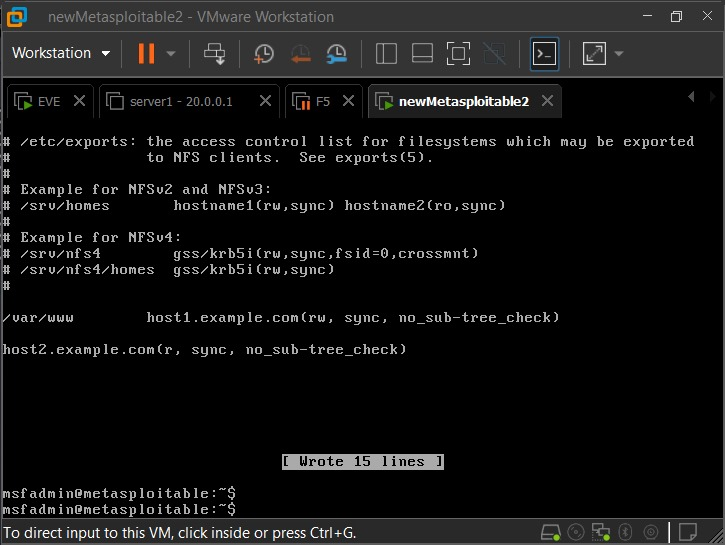 newMetasploitable2 - VMware Workstation
Workstation
EVE
server1 - 20.0.0.1
F5
newMetasploitable2
# /etc/exports: the access control list for filesystems which may be exported
#               to NFS clients.  See exports(5).
#
# Example for NFSv2 and NFSv3:
# /srv/homes       hostname1(rw,sync) hostname2(ro,sync)
#
# Example for NFSv4:
# /srv/nfs4        gss/krb5i(rw,sync,fsid=0,crossmnt)
# /srv/nfs4/homes  gss/krb5i(rw,sync)
#
/var/www        host1.example.com(rw, sync, no_sub-tree_check)
host2.example.com(r, sync, no_sub-tree_check)
[ Wrote 15 lines ]
msfadmin@metasploitable:~$
msfadmin@metasploitable:~$
To direct input to this VM, click inside or press Ctrl+G.